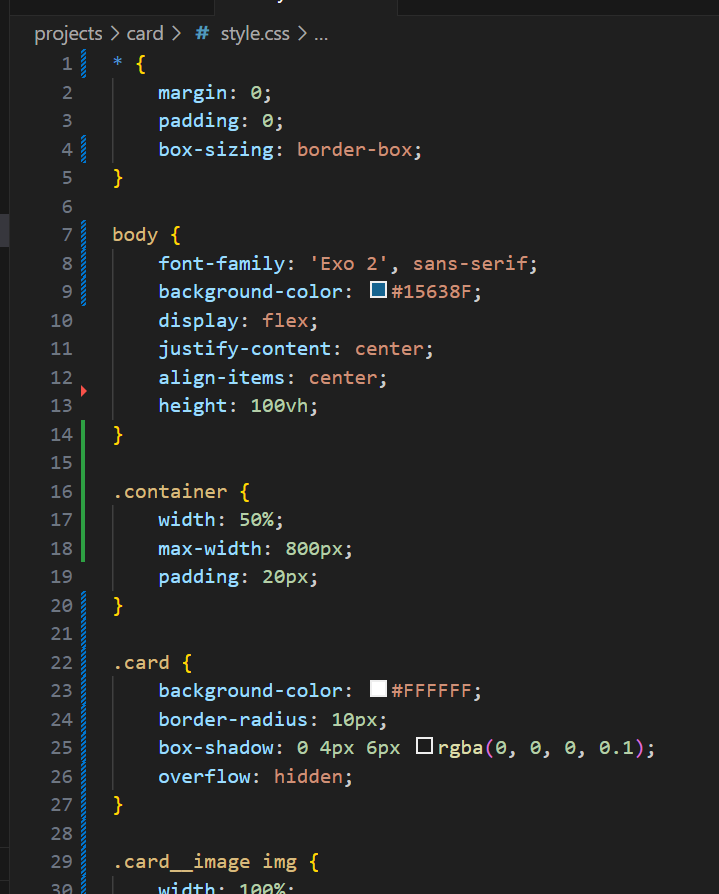 projects > card > # style.css > ...
1 * {
2 margin: 0;
3 padding: 0;
4 box-sizing: border-box;
5 }
6
7 body {
8 font-family: 'Exo 2', sans-serif;
9 background-color: #15638F;
10 display: flex;
11 justify-content: center;
12 align-items: center;
13 height: 100vh;
14 }
15
16 .container {
17 width: 50%;
18 max-width: 800px;
19 padding: 20px;
20 }
21
22 .card {
23 background-color: #FFFFFF;
24 border-radius: 10px;
25 box-shadow: 0 4px 6px rgba(0, 0, 0, 0.1);
26 overflow: hidden;
27 }
28
29 .card__image img {
30 width: 100%;